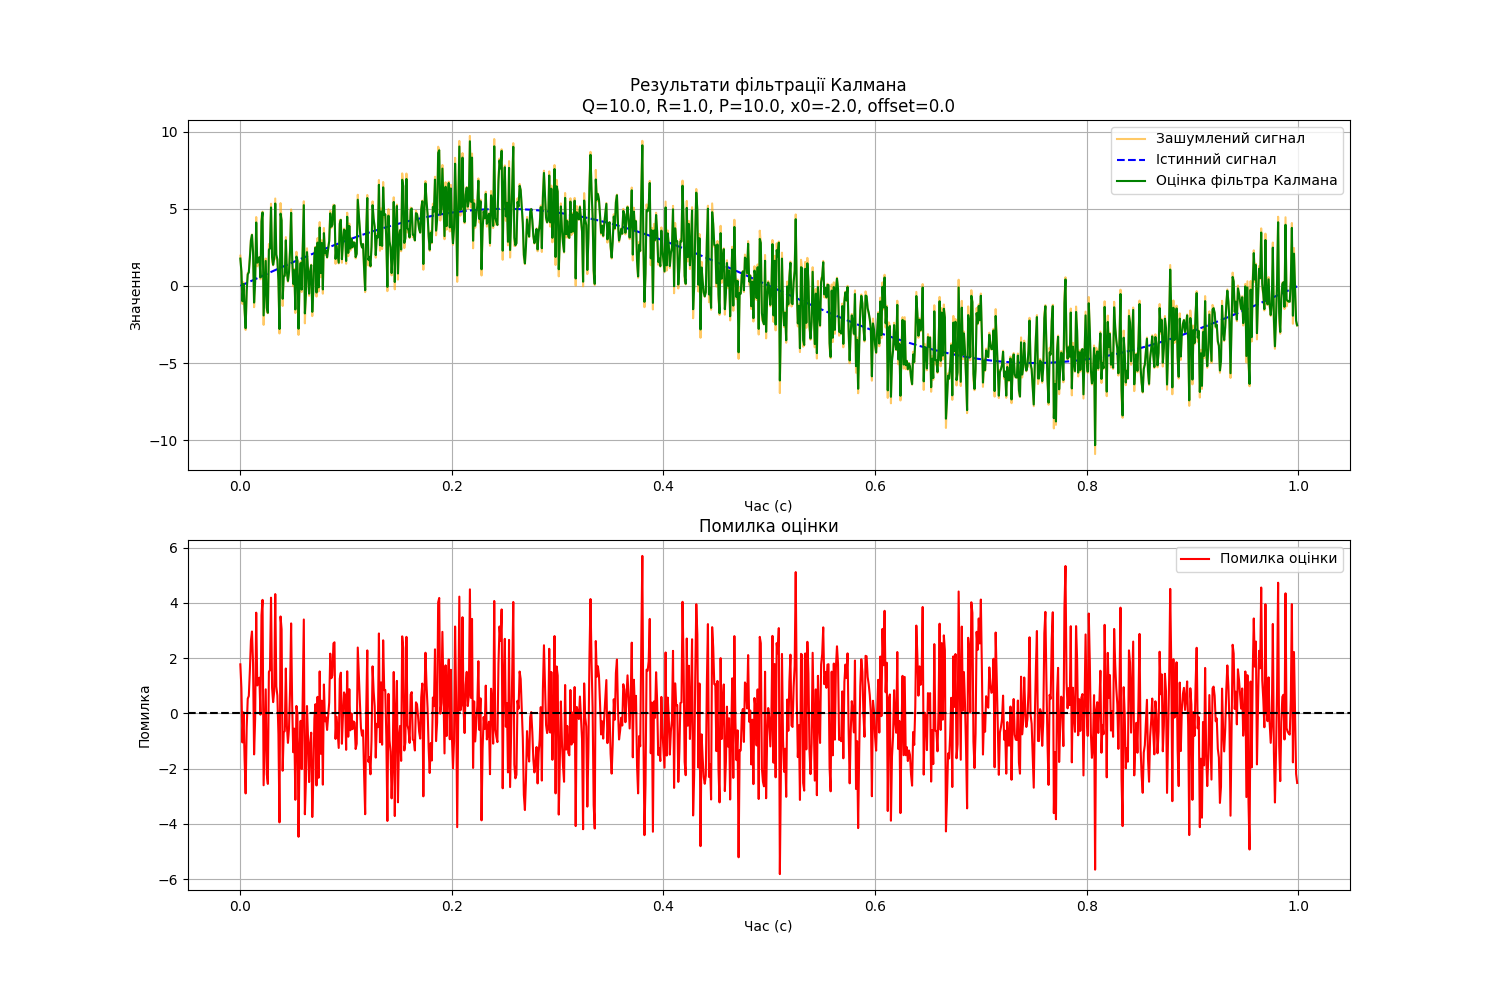 Результати фільтрації Калмана
Q=10.0, R=1.0, P=10.0, x0=-2.0, offset=0.0
Зашумлений сигнал
Істинний сигнал
Оцінка фільтра Калмана
Значення
10
5
0
−5
−10
0.0 0.2 0.4 0.6 0.8 1.0
Час (с)
Помилка оцінки
Помилка оцінки
Помилка
6
4
2
0
−2
−4
−6
0.0 0.2 0.4 0.6 0.8 1.0
Час (с)